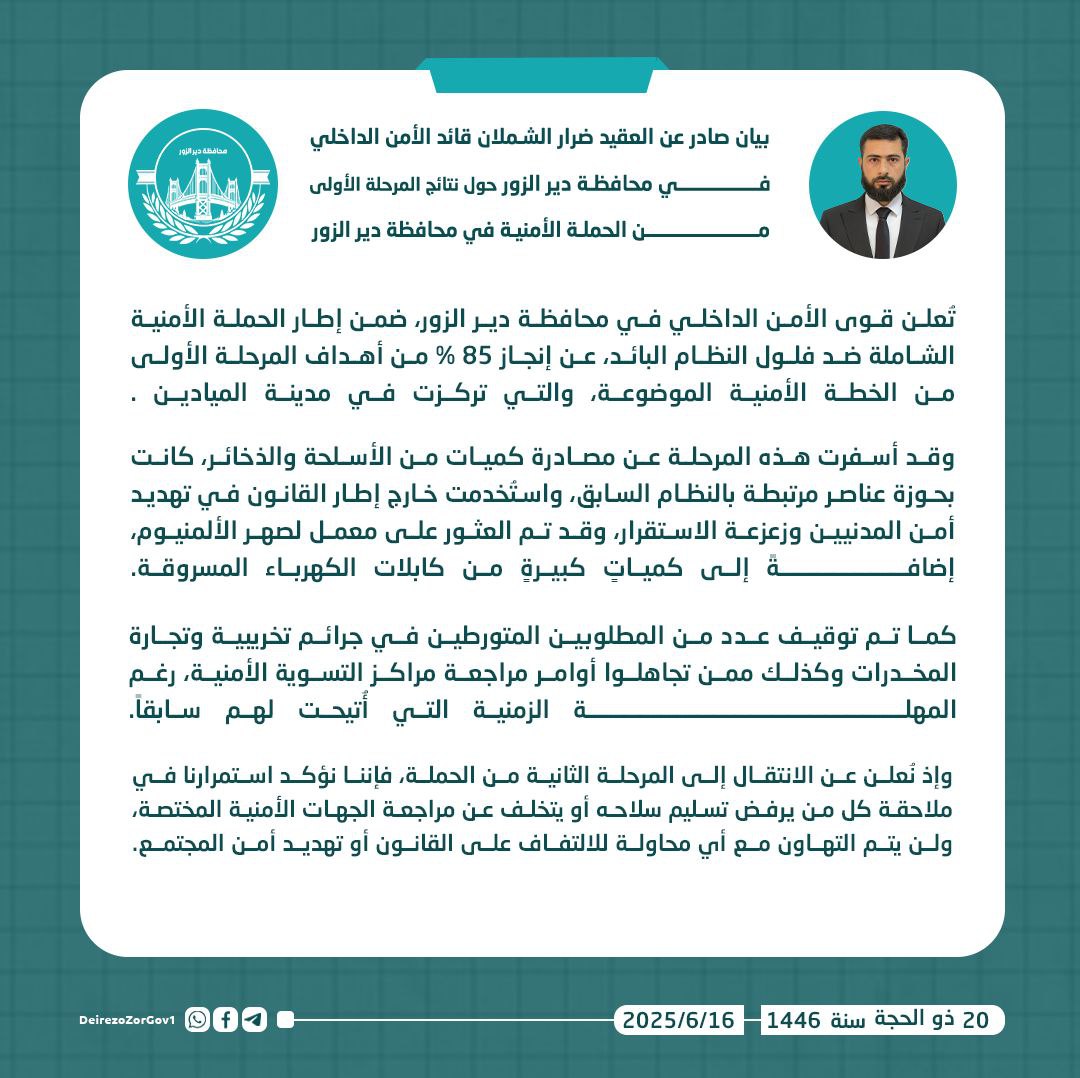 بيان صادر عن العقيد ضرار الشملان قائد الأمن الداخلي
في محافظة دير الزور حول نتائج المرحلة الأولى
من الحملة الأمنية في محافظة دير الزور
محافظة دير الزور
تُعلن قوى الأمن الداخلي في محافظة دير الزور، ضمن إطار الحملة الأمنية
الشاملة ضد فلول النظام البائد، عن إنجاز 85 % من أهداف المرحلة الأولى
من الخطة الأمنية الموضوعة، والتي تركزت في مدينة الميادين .
وقد أسفرت هذه المرحلة عن مصادرة كميات من الأسلحة والذخائر، كانت
بحوزة عناصر مرتبطة بالنظام السابق، واستُخدمت خارج إطار القانون في تهديد
أمن المدنيين وزعزعة الاستقرار، وقد تم العثور على معمل لصهر الألمنيوم،
إضافةً إلى كمياتٍ كبيرةٍ من كابلات الكهرباء المسروقة.
كما تم توقيف عدد من المطلوبين المتورطين في جرائم تخريبية وتجارة
المخدرات وكذلك ممن تجاهلوا أوامر مراجعة مراكز التسوية الأمنية، رغم
المهلة الزمنية التي أُتيحت لهم سابقاً.
وإذ نُعلن عن الانتقال إلى المرحلة الثانية من الحملة، فإننا نؤكد استمرارنا في
ملاحقة كل من يرفض تسليم سلاحه أو يتخلف عن مراجعة الجهات الأمنية المختصة،
ولن يتم التهاون مع أي محاولة للالتفاف على القانون أو تهديد أمن المجتمع.
20 ذو الحجة سنة 1446
2025/6/16
DeirezoZorGov1